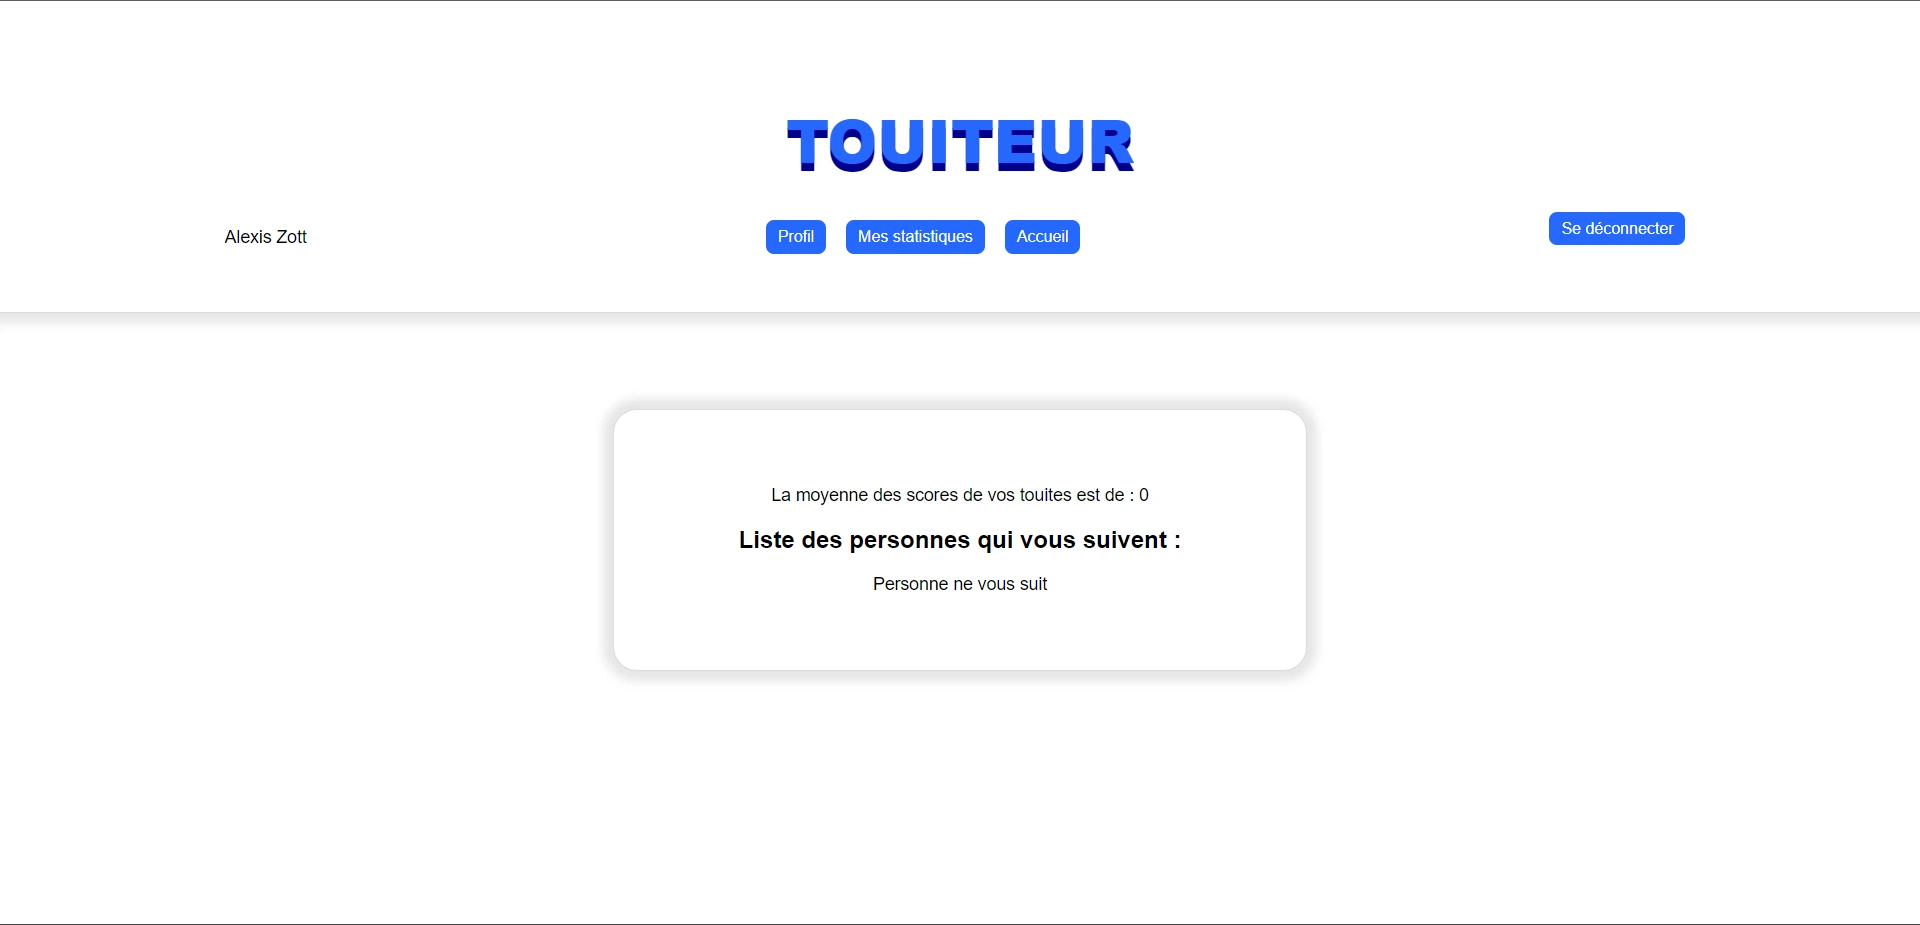 TOUITEUR
Alexis Zott
Profil
Mes statistiques
Accueil
Se déconnecter
La moyenne des scores de vos touites est de : 0
Liste des personnes qui vous suivent :
Personne ne vous suit